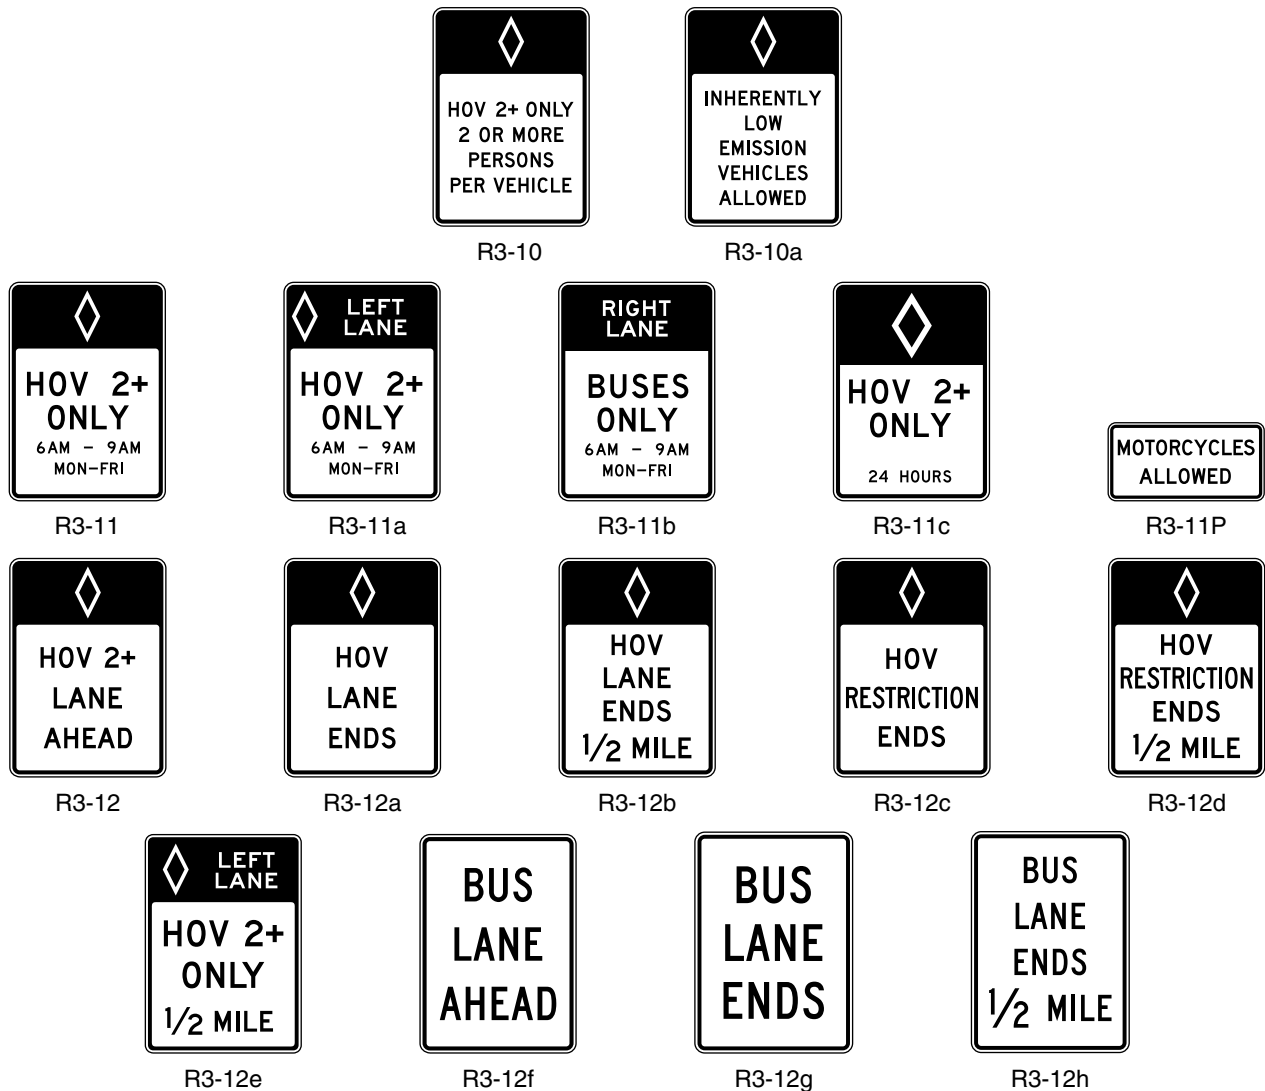 HOV 2+ ONLY
2 OR MORE
PERSONS
PER VEHICLE
R3-10
INHERENTLY
LOW
EMISSION
VEHICLES
ALLOWED
R3-10a
HOV 2+
ONLY
6AM – 9AM
MON–FRI
R3-11
LEFT
LANE
HOV 2+
ONLY
6AM – 9AM
MON–FRI
R3-11a
RIGHT
LANE
BUSES
ONLY
6AM – 9AM
MON–FRI
R3-11b
HOV 2+
ONLY
24 HOURS
R3-11c
MOTORCYCLES
ALLOWED
R3-11P
HOV 2+
LANE
AHEAD
R3-12
HOV
LANE
ENDS
R3-12a
HOV
LANE
ENDS
1/2 MILE
R3-12b
HOV
RESTRICTION
ENDS
R3-12c
HOV
RESTRICTION
ENDS
1/2 MILE
R3-12d
LEFT
LANE
HOV 2+
ONLY
1/2 MILE
R3-12e
BUS
LANE
AHEAD
R3-12f
BUS
LANE
ENDS
R3-12g
BUS
LANE
ENDS
1/2 MILE
R3-12h